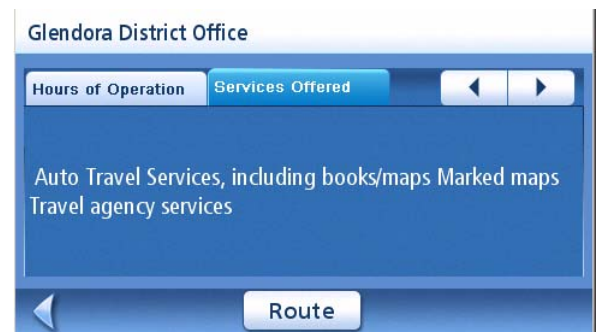 Glendora District Office
Hours of Operation Services Offered
Auto Travel Services, including books/maps Marked maps
Travel agency services
Route